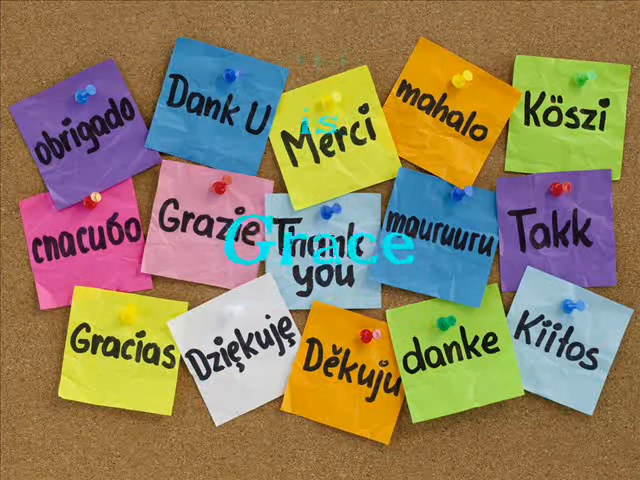 is
Grace
obrigado
Dank U
Merci
mahalo
Köszi
спасибо
Grazie
Thank
you
mauruuru
Takk
Gracias
Dziękuję
Děkuju
danke
Kiitos